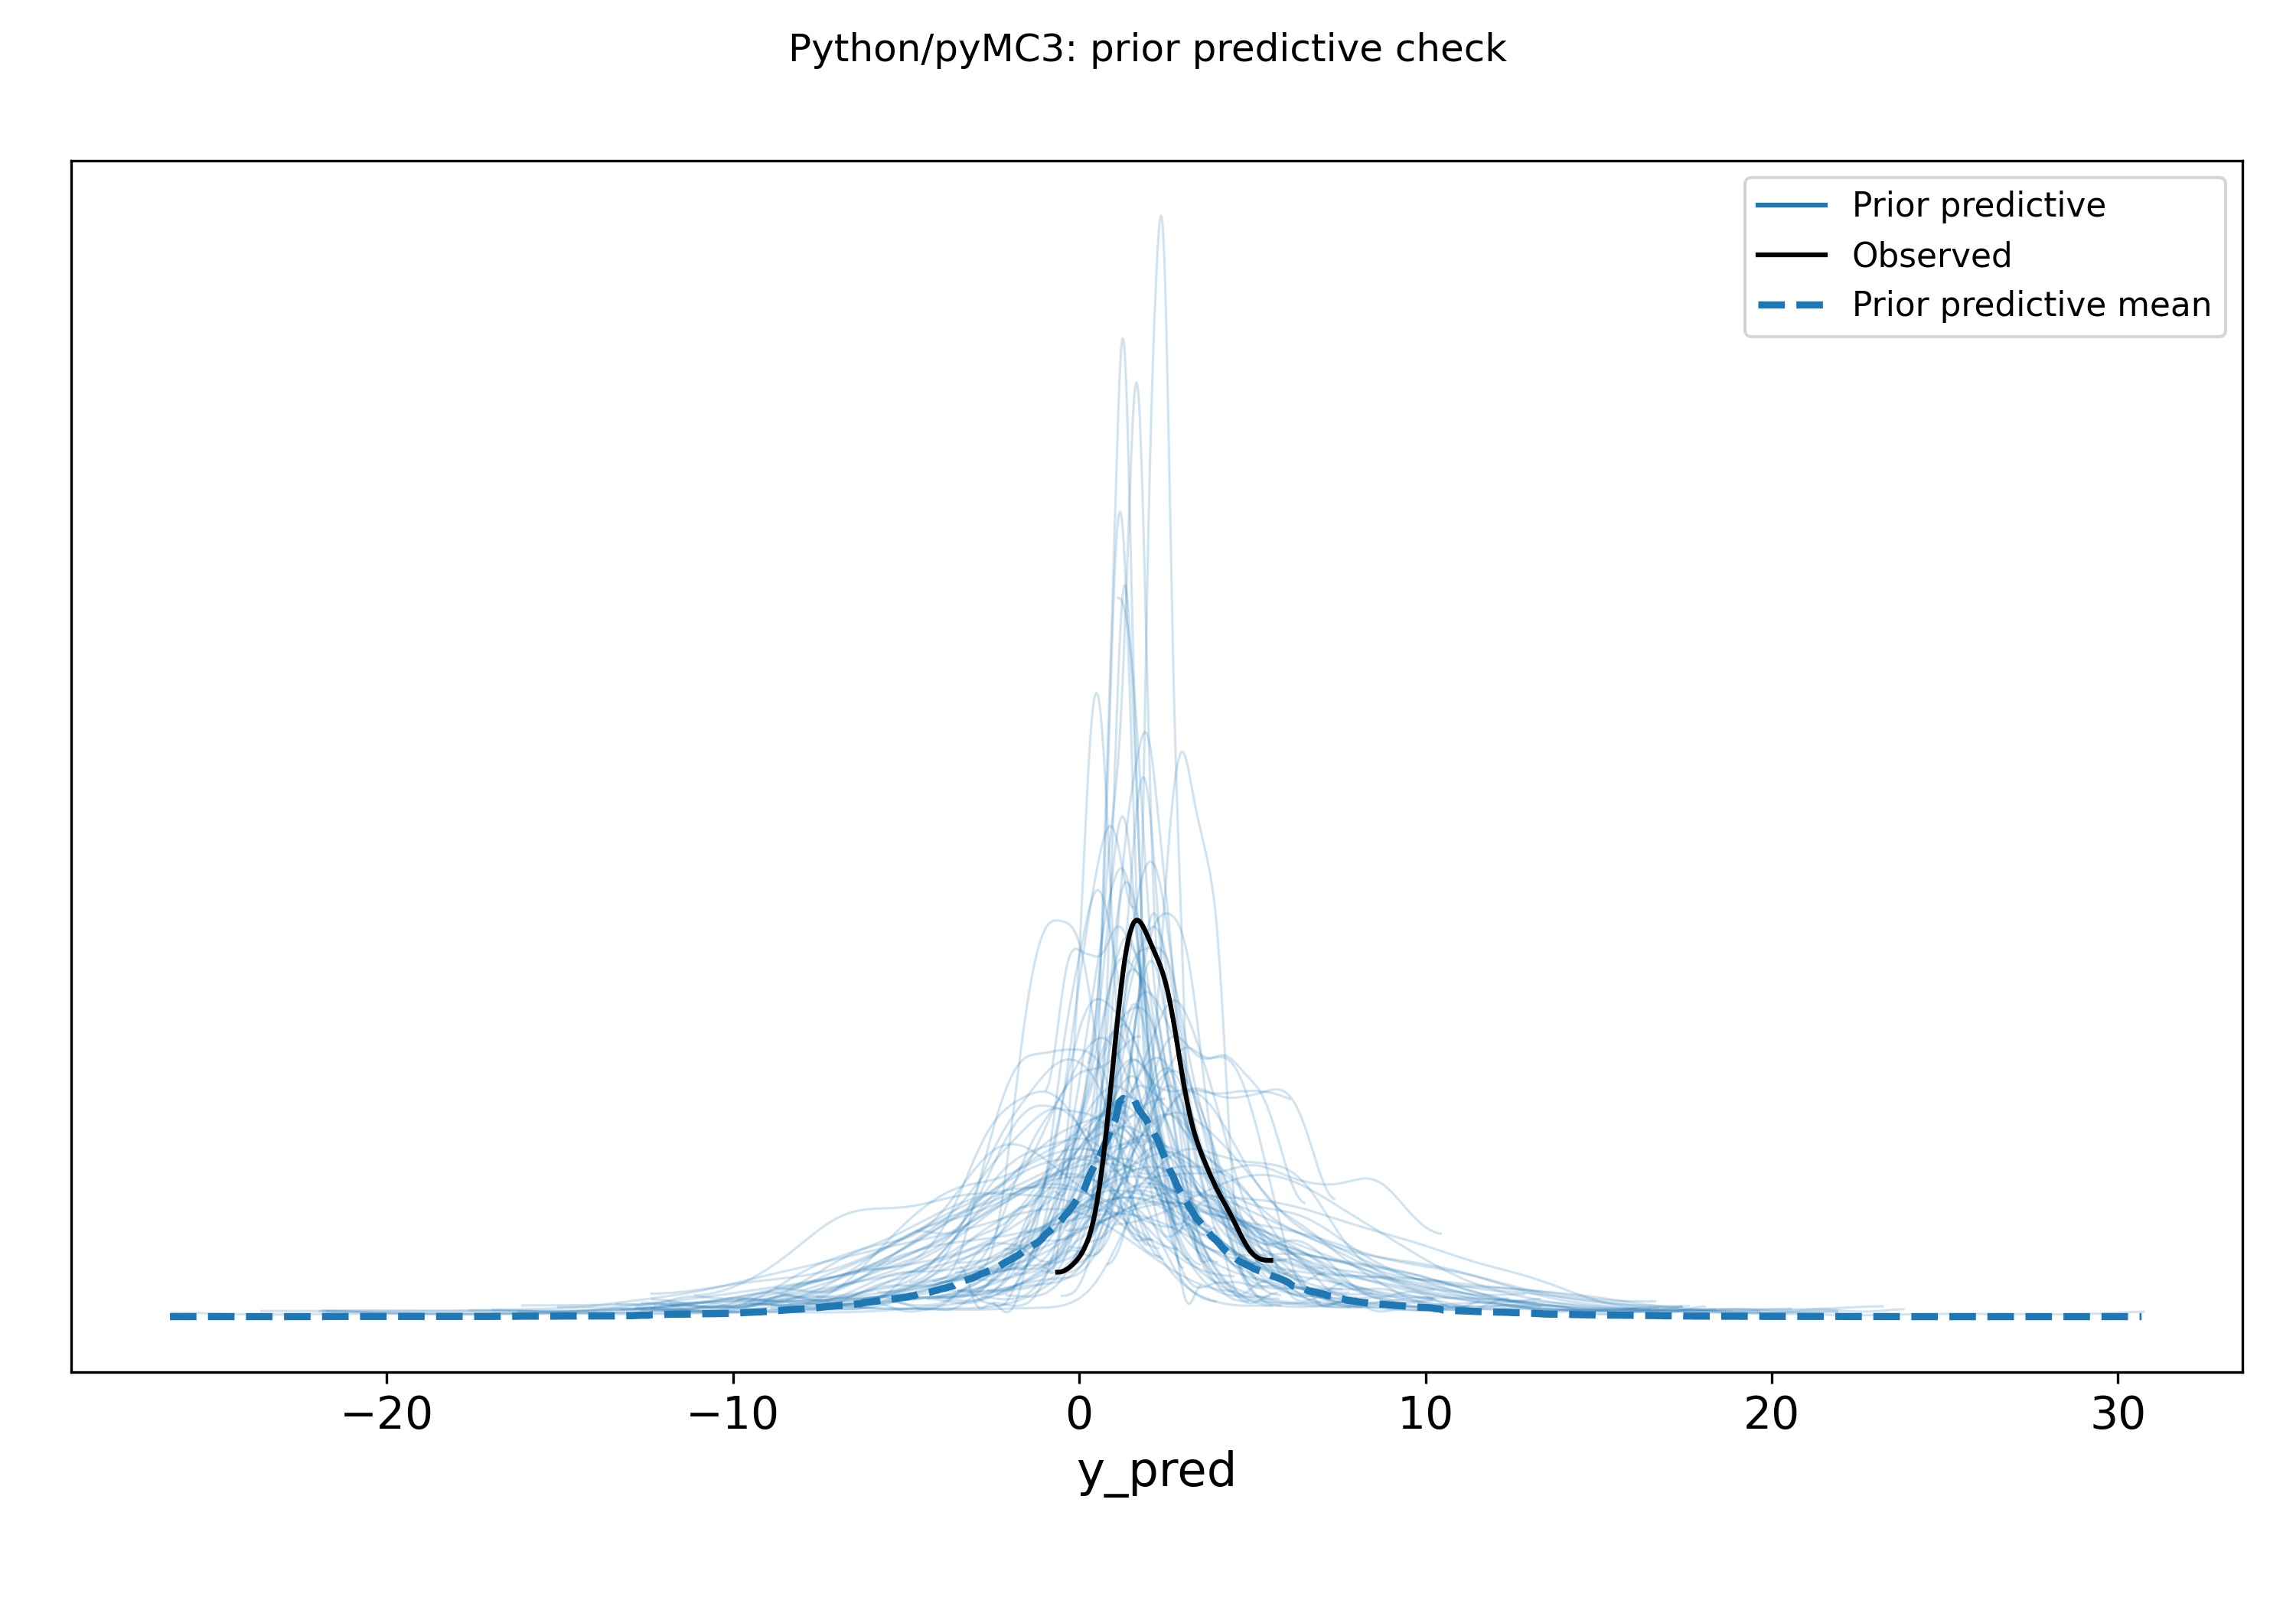 Python/pyMC3: prior predictive check
Prior predictive
Observed
Prior predictive mean
−20 −10 0 10 20 30
y_pred